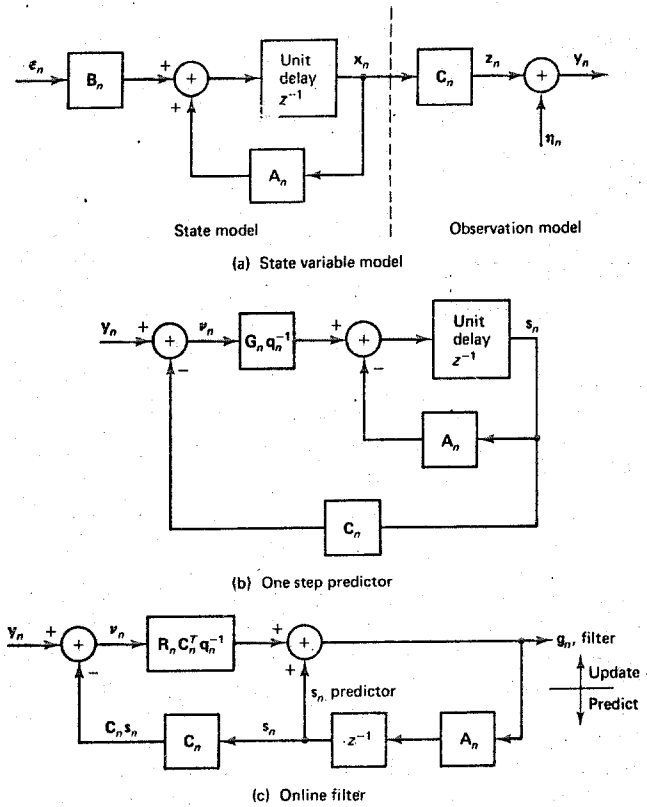 ε_n
B_n
+
+
+
Unit delay z⁻¹
x_n
A_n
C_n
z_n
+
y_n
η_n
State model
Observation model
(a) State variable model
y_n
+
+
−
ν_n
G_n q_n⁻¹
+
+
−
Unit delay z⁻¹
s_n
A_n
C_n
(b) One step predictor
y_n
+
+
−
ν_n
R_n C_n^T q_n⁻¹
+
+
+
g_n, filter
Update
Predict
s_n, predictor
C_n s_n
C_n
s_n
z⁻¹
A_n
(c) Online filter